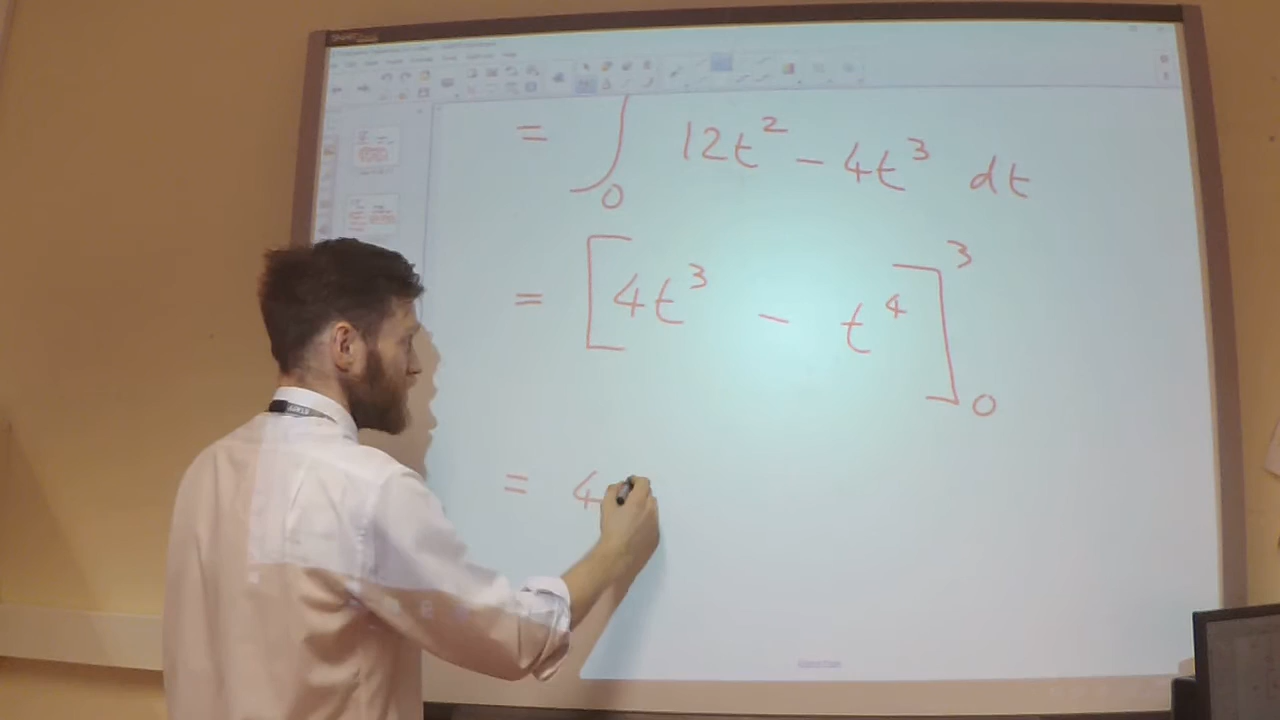 = ∫₀ 12t² - 4t³ dt
= [4t³ - t⁴]₀³
= 4